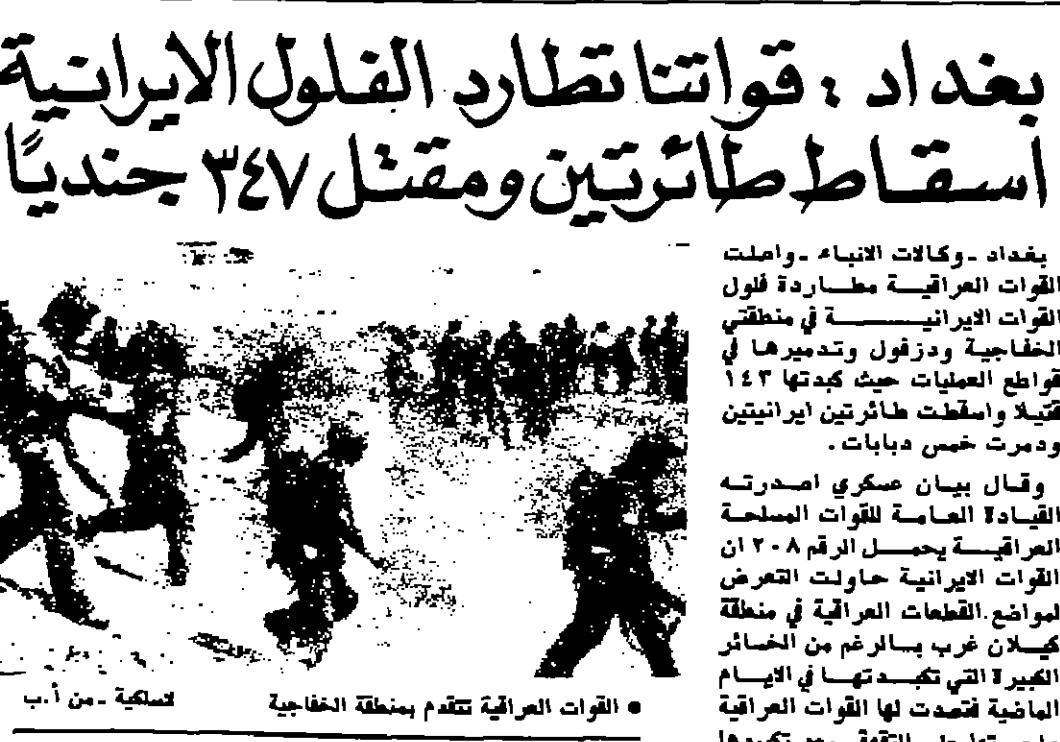 بغداد : قواتنا تطارد الفلول الايرانية
اسقاط طائرتين ومقتل ٣٤٧ جنديًا
بغداد - وكالات الانباء - واصلت
القوات العراقية مطاردة فلول
القوات الايرانية في منطقتي
الخفاجية ودزفول وتدميرها في
قواطع العمليات حيث كبدتها ١٤٣
قتيلا واسقطت طائرتين ايرانيتين
ودمرت خمس دبابات .
وقال بيان عسكري اصدرته
القيادة العامة للقوات المسلحة
العراقية يحمل الرقم ٢٠٨ ان
القوات الايرانية حاولت التعرض
لمواضع القطعات العراقية في منطقة
كيلان غرب بالرغم من الخسائر
الكبيرة التي تكبدتها في الايام
الماضية فتصدت لها القوات العراقية
● القوات العراقية تتقدم بمنطقة الخفاجية
لاسلكية - من أ.ب